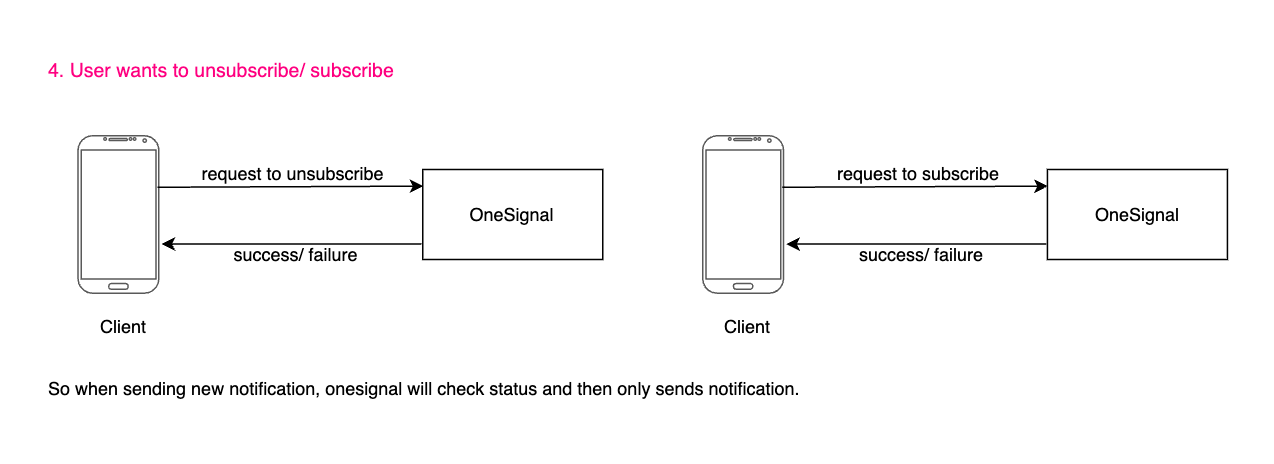 4. User wants to unsubscribe/ subscribe
request to unsubscribe
OneSignal
success/ failure
Client
request to subscribe
OneSignal
success/ failure
Client
So when sending new notification, onesignal will check status and then only sends notification.